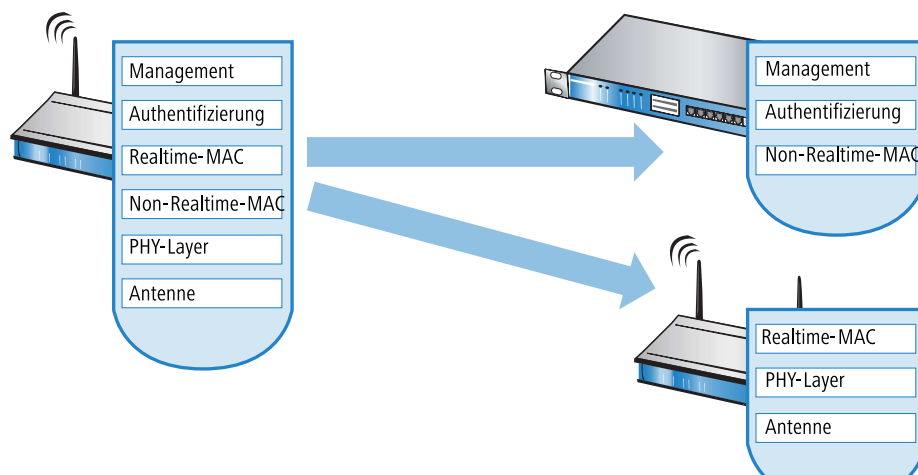 Management
Authentifizierung
Realtime-MAC
Non-Realtime-MAC
PHY-Layer
Antenne
Management
Authentifizierung
Non-Realtime-MAC
Realtime-MAC
PHY-Layer
Antenne